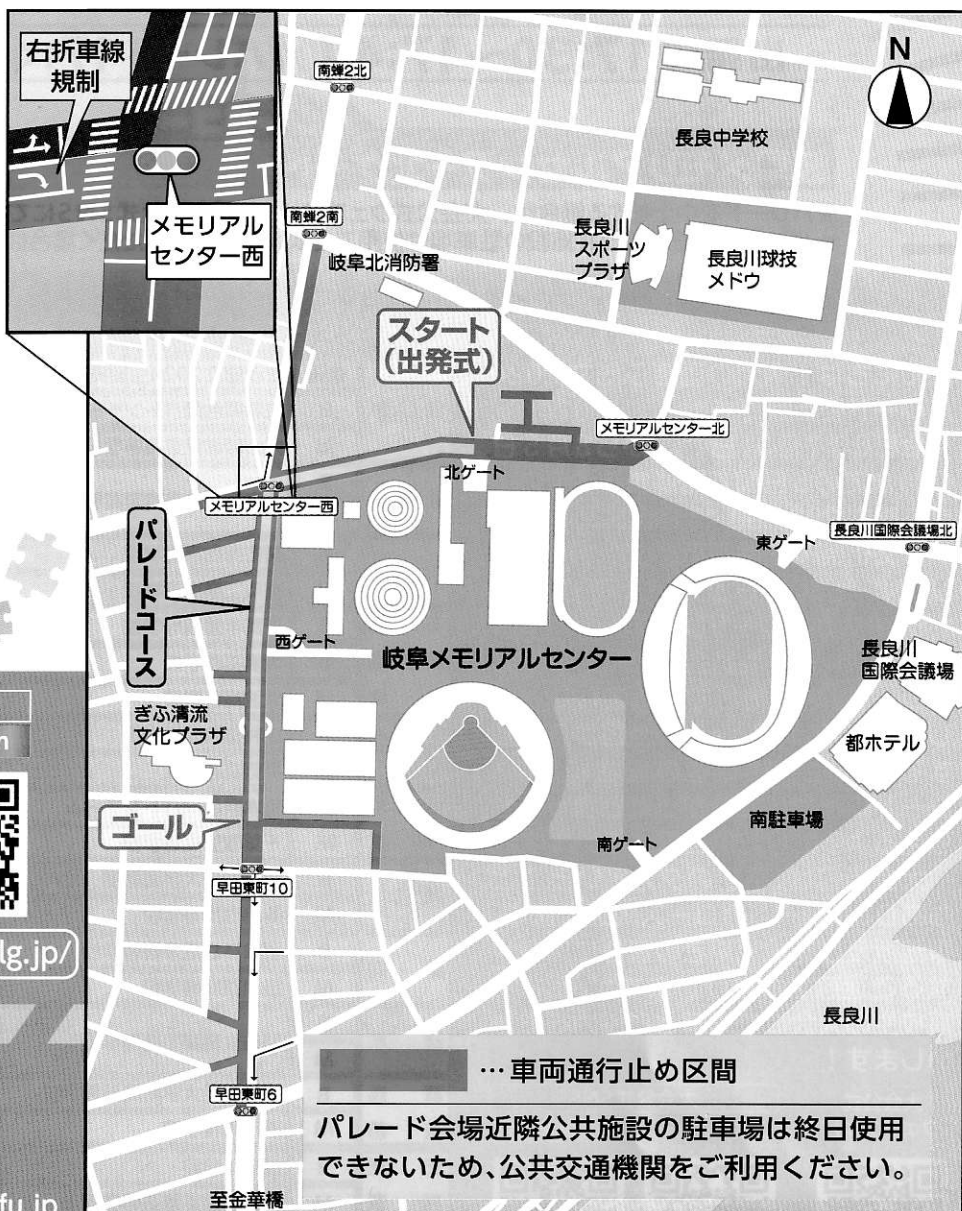 右折車線
規制
メモリアル
センター西
南蝉2北
N
長良中学校
南蝉2南
岐阜北消防署
長良川
スポーツ
プラザ
長良川球技
メドウ
スタート
(出発式)
メモリアルセンター北
北ゲート
メモリアルセンター西
長良川国際会議場北
東ゲート
パレードコース
西ゲート
岐阜メモリアルセンター
長良川
国際会議場
ぎふ清流
文化プラザ
都ホテル
ゴール
南駐車場
南ゲート
早田東町10
lg.jp/
長良川
…車両通行止め区間
早田東町6
パレード会場近隣公共施設の駐車場は終日使用
できないため、公共交通機関をご利用ください。
至金華橋
fu.jp